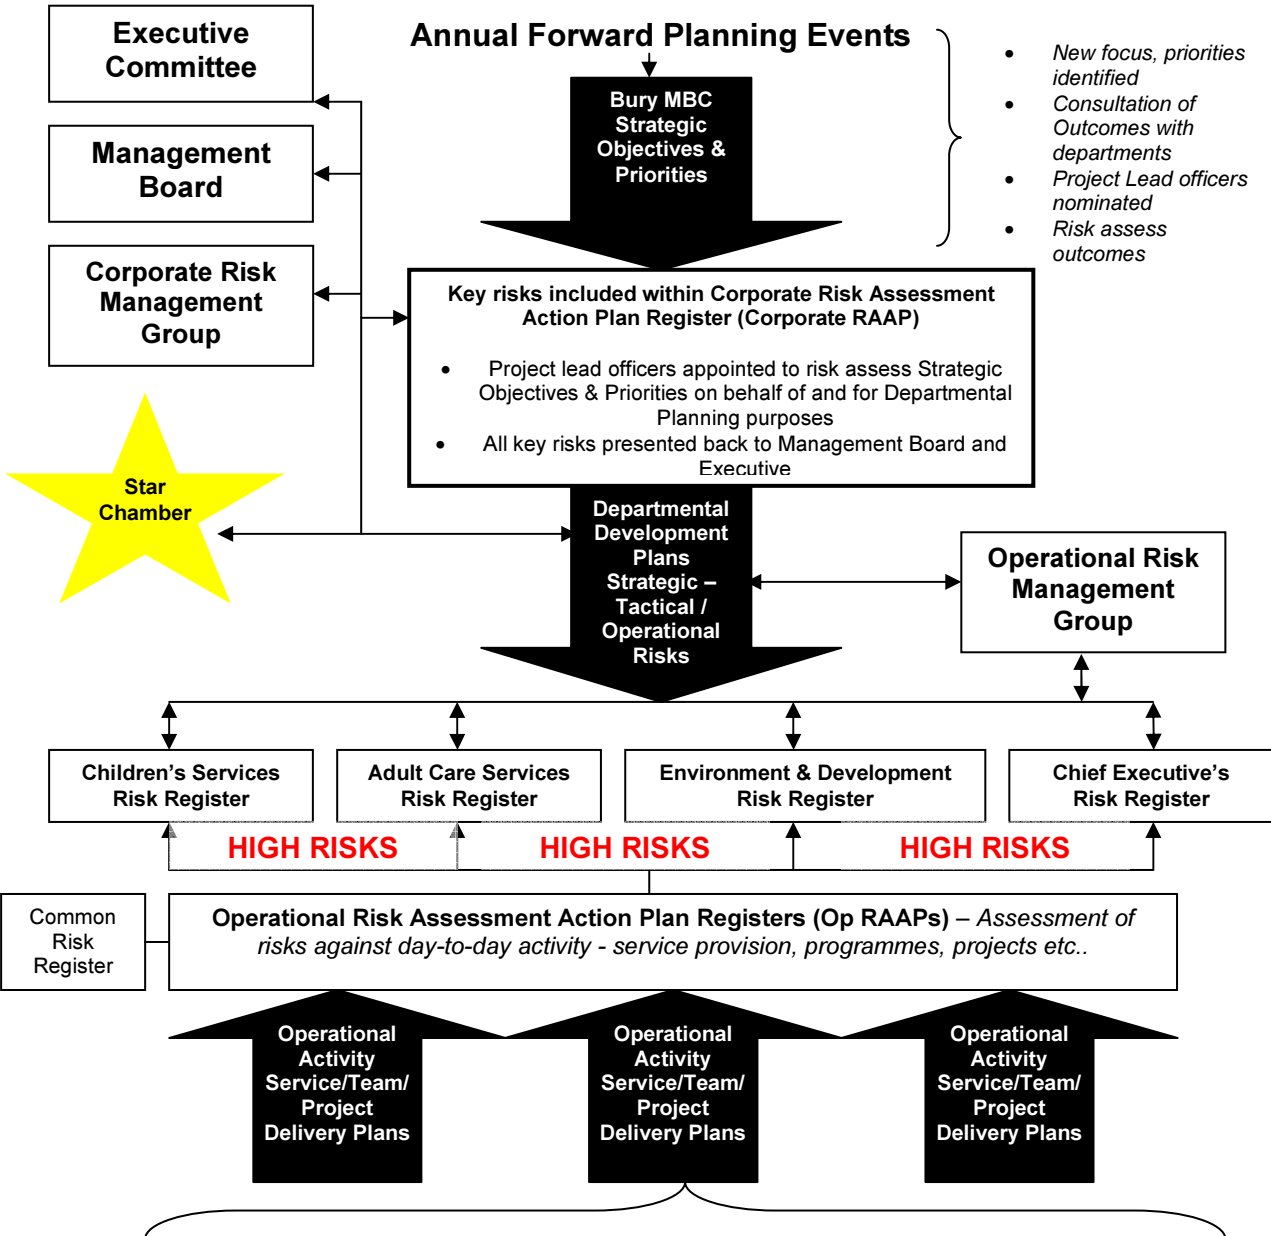 Executive
Committee
Annual Forward Planning Events
• New focus, priorities
identified
• Consultation of
Outcomes with
departments
• Project Lead officers
nominated
• Risk assess
outcomes
Bury MBC
Strategic
Objectives &
Priorities
Management
Board
Corporate Risk
Management
Group
Key risks included within Corporate Risk Assessment
Action Plan Register (Corporate RAAP)
• Project lead officers appointed to risk assess Strategic
Objectives & Priorities on behalf of and for Departmental
Planning purposes
• All key risks presented back to Management Board and
Executive
Star
Chamber
Departmental
Development
Plans
Strategic –
Tactical /
Operational
Risks
Operational Risk
Management
Group
Children's Services
Risk Register
Adult Care Services
Risk Register
Environment & Development
Risk Register
Chief Executive's
Risk Register
HIGH RISKS
HIGH RISKS
HIGH RISKS
Common
Risk
Register
Operational Risk Assessment Action Plan Registers (Op RAAPs) – Assessment of
risks against day-to-day activity - service provision, programmes, projects etc..
Operational
Activity
Service/Team/
Project
Delivery Plans
Operational
Activity
Service/Team/
Project
Delivery Plans
Operational
Activity
Service/Team/
Project
Delivery Plans